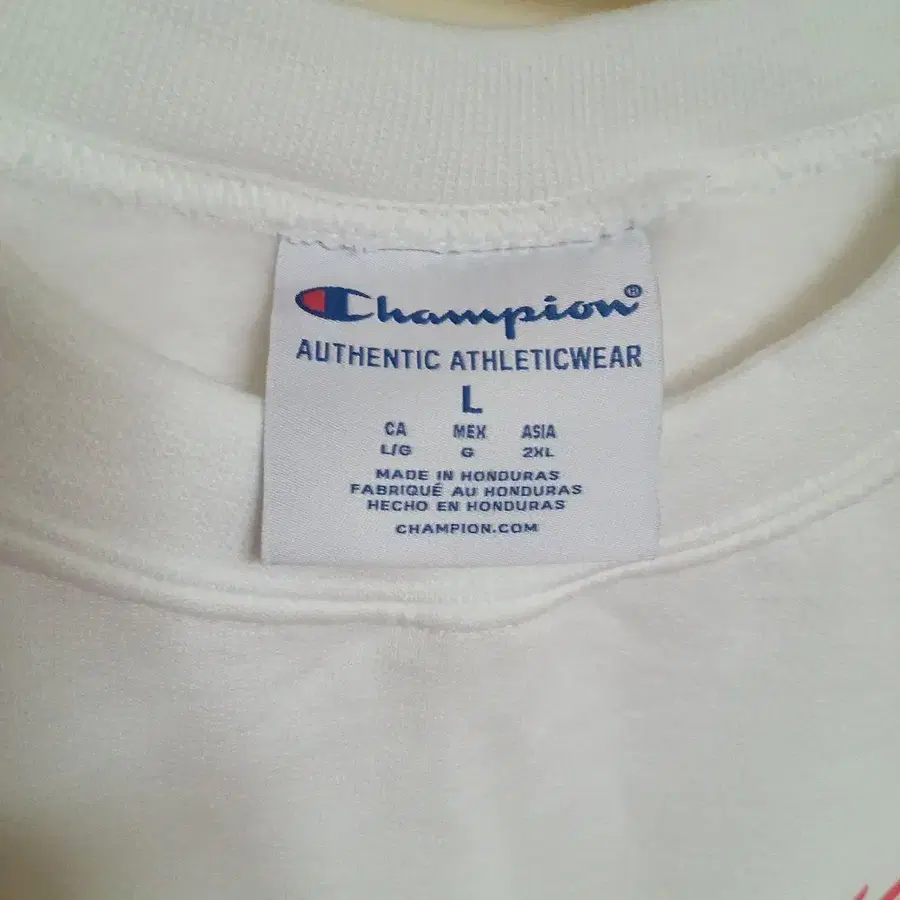 Champion®
AUTHENTIC ATHLETICWEAR
L
CA MEX ASIA
L/G G 2XL
MADE IN HONDURAS
FABRIQUÉ AU HONDURAS
HECHO EN HONDURAS
CHAMPION.COM